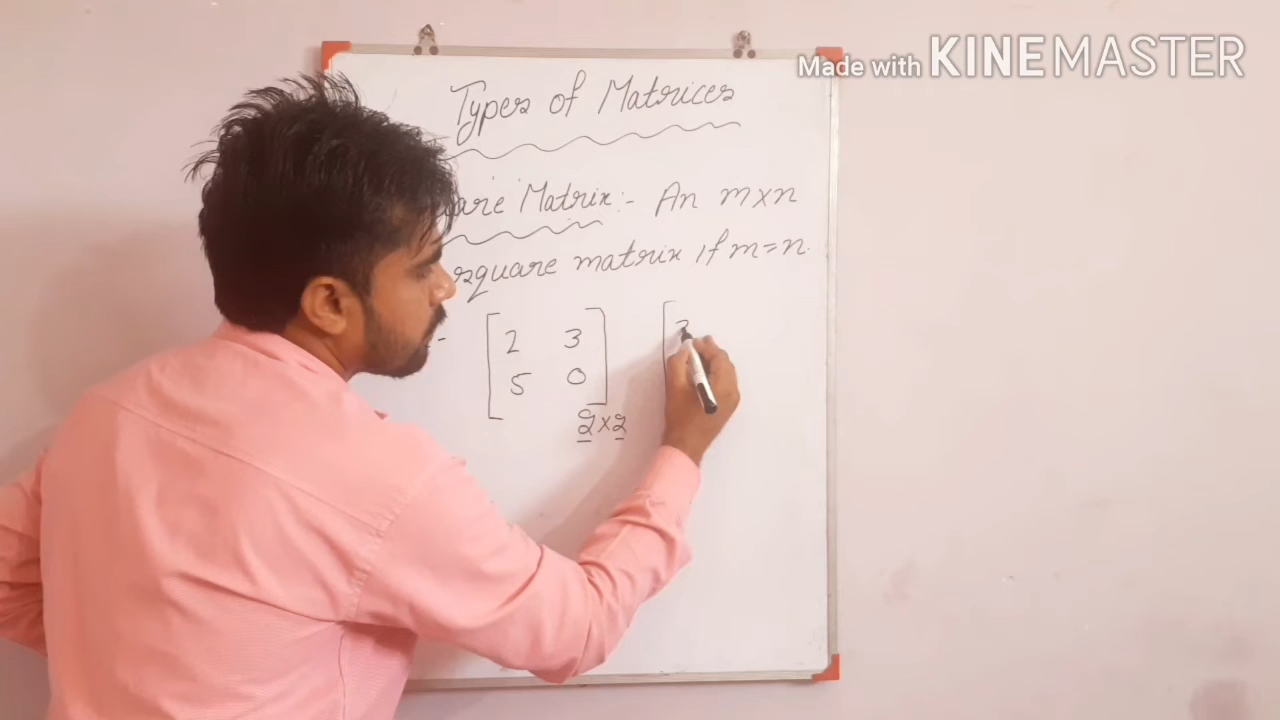 Made with KINEMASTER
Types of Matrices
are Matrix:- An m×n
square matrix if m=n.
2 3
5 0
2×2